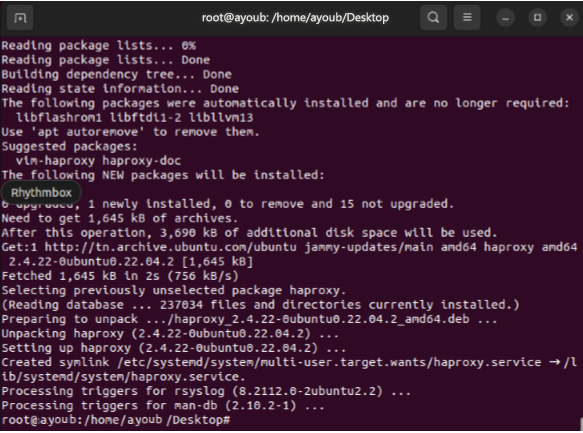 root@ayoub: /home/ayoub/Desktop
Reading package lists... 0%
Reading package lists... Done
Building dependency tree... Done
Reading state information... Done
The following packages were automatically installed and are no longer required:
  libflashrom1 libftdi1-2 libllvm13
Use 'apt autoremove' to remove them.
Suggested packages:
  vim-haproxy haproxy-doc
The following NEW packages will be installed:
Rhythmbox
0 upgraded, 1 newly installed, 0 to remove and 15 not upgraded.
Need to get 1,645 kB of archives.
After this operation, 3,690 kB of additional disk space will be used.
Get:1 http://tn.archive.ubuntu.com/ubuntu jammy-updates/main amd64 haproxy amd64
 2.4.22-0ubuntu0.22.04.2 [1,645 kB]
Fetched 1,645 kB in 2s (756 kB/s)
Selecting previously unselected package haproxy.
(Reading database ... 237034 files and directories currently installed.)
Preparing to unpack .../haproxy_2.4.22-0ubuntu0.22.04.2_amd64.deb ...
Unpacking haproxy (2.4.22-0ubuntu0.22.04.2) ...
Setting up haproxy (2.4.22-0ubuntu0.22.04.2) ...
Created symlink /etc/systemd/system/multi-user.target.wants/haproxy.service → /l
ib/systemd/system/haproxy.service.
Processing triggers for rsyslog (8.2112.0-2ubuntu2.2) ...
Processing triggers for man-db (2.10.2-1) ...
root@ayoub:/home/ayoub/Desktop#